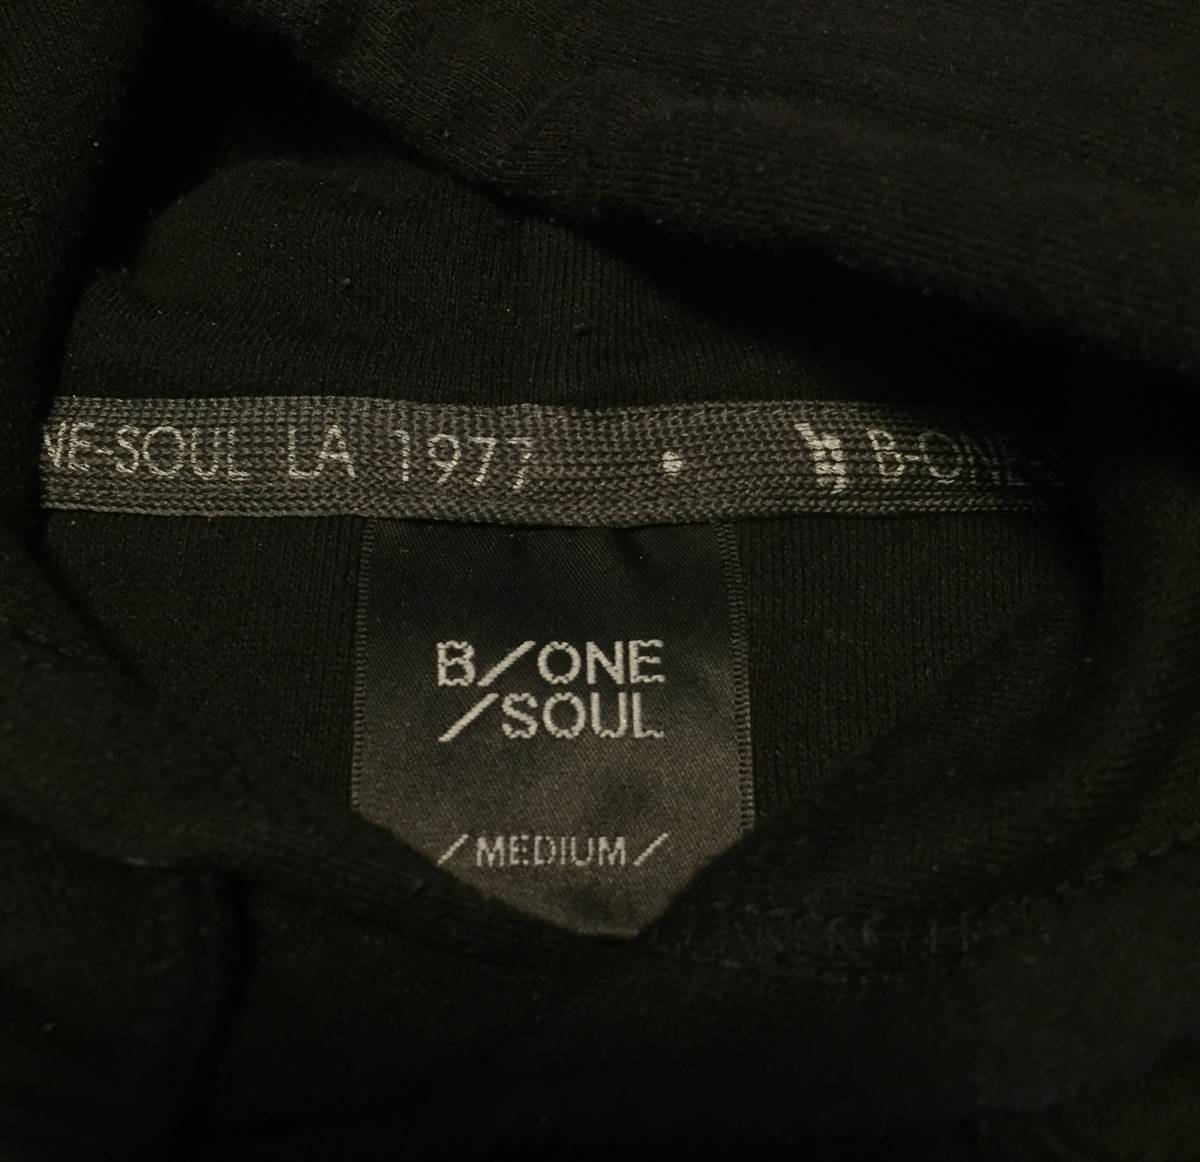 NE-SOUL LA 1977 • B-ONE-S
B/ONE
/SOUL
/MEDIUM/